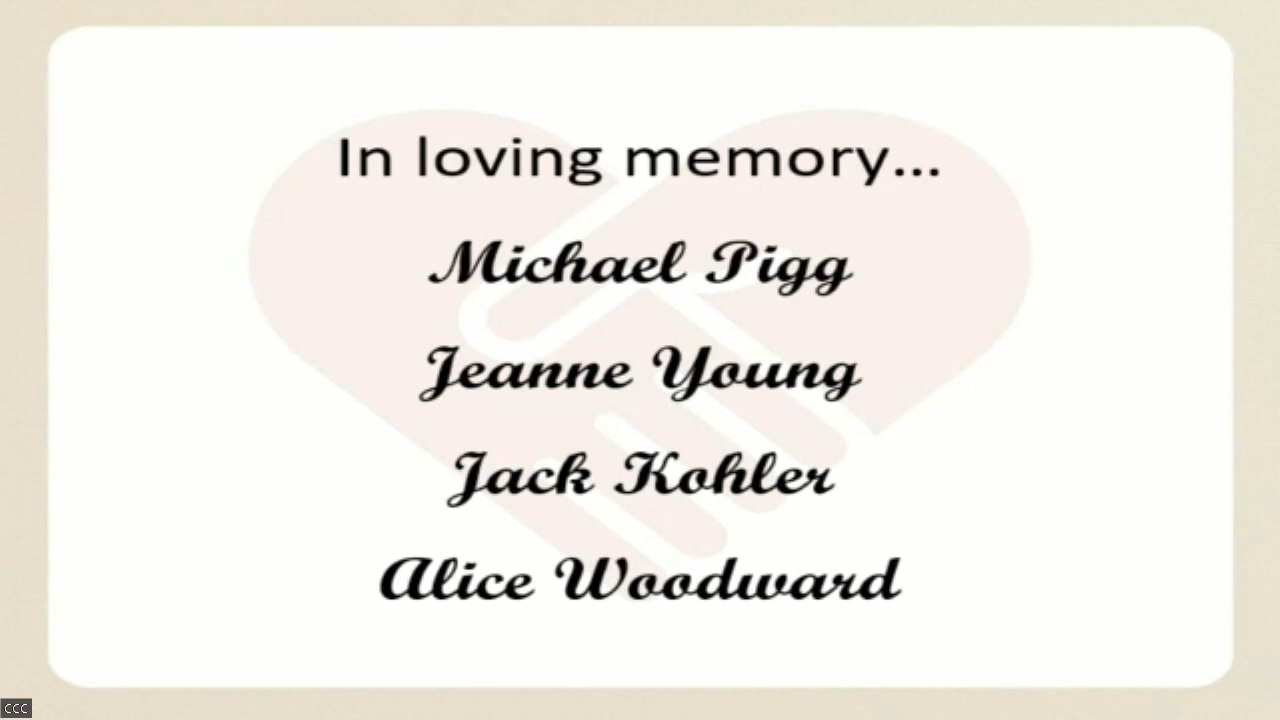 In loving memory...
Michael Pigg
Jeanne Young
Jack Kohler
Alice Woodward
CCC